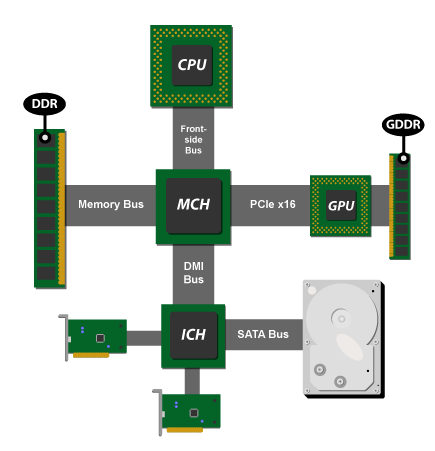 CPU
DDR
GDDR
Front-
side
Bus
Memory Bus
MCH
PCIe x16
GPU
DMI
Bus
ICH
SATA Bus